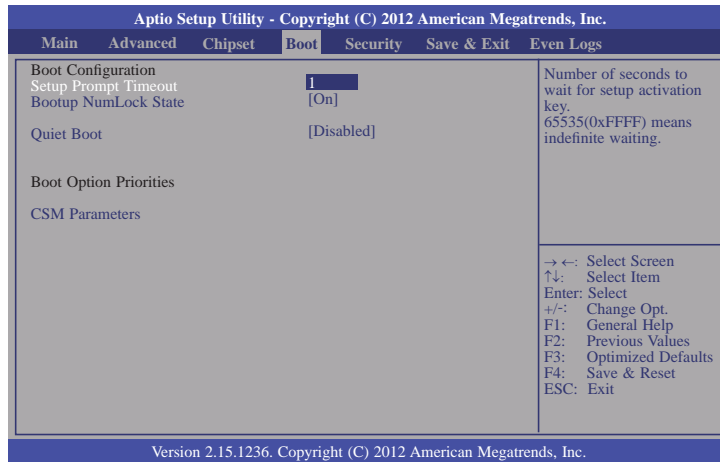 Aptio Setup Utility - Copyright (C) 2012 American Megatrends, Inc.
Main Advanced Chipset Boot Security Save & Exit Even Logs
Boot Configuration
Setup Prompt Timeout 1
Bootup NumLock State [On]
Quiet Boot [Disabled]
Boot Option Priorities
CSM Parameters
Number of seconds to
wait for setup activation
key.
65535(0xFFFF) means
indefinite waiting.
→ ←: Select Screen
↑↓: Select Item
Enter: Select
+/-: Change Opt.
F1: General Help
F2: Previous Values
F3: Optimized Defaults
F4: Save & Reset
ESC: Exit
Version 2.15.1236. Copyright (C) 2012 American Megatrends, Inc.